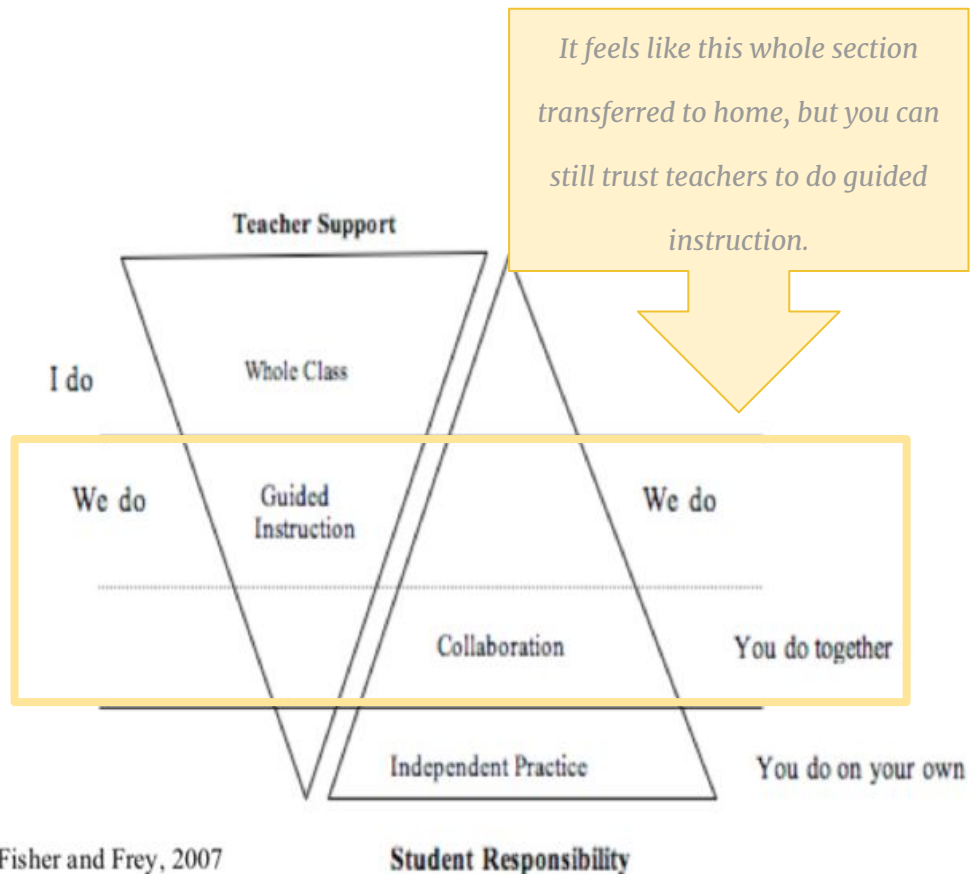 It feels like this whole section
transferred to home, but you can
still trust teachers to do guided
instruction.
Teacher Support
I do
Whole Class
We do
Guided
Instruction
We do
Collaboration
You do together
Independent Practice
You do on your own
Fisher and Frey, 2007
Student Responsibility